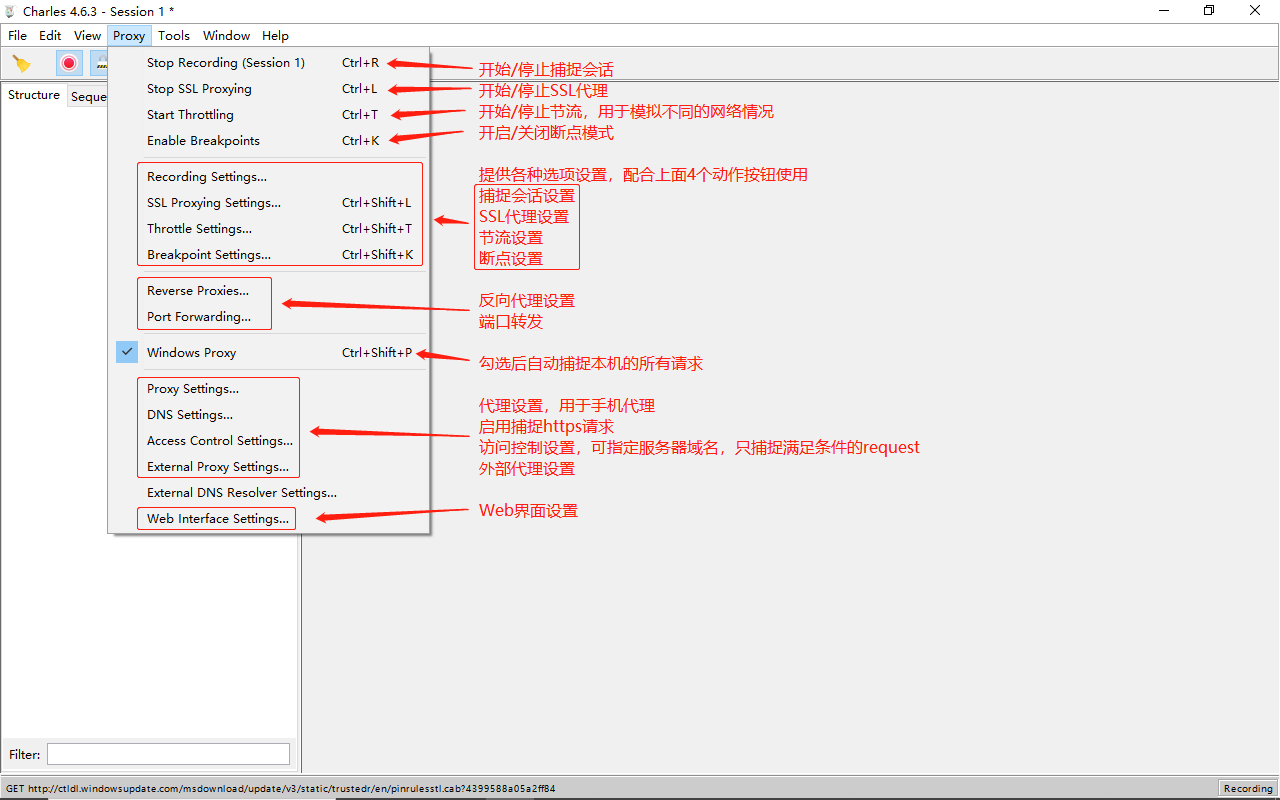 Charles 4.6.3 - Session 1 *
File Edit View Proxy Tools Window Help
Structure
Seque
Stop Recording (Session 1) Ctrl+R
Stop SSL Proxying Ctrl+L
Start Throttling Ctrl+T
Enable Breakpoints Ctrl+K
Recording Settings...
SSL Proxying Settings... Ctrl+Shift+L
Throttle Settings... Ctrl+Shift+T
Breakpoint Settings... Ctrl+Shift+K
Reverse Proxies...
Port Forwarding...
Windows Proxy Ctrl+Shift+P
Proxy Settings...
DNS Settings...
Access Control Settings...
External Proxy Settings...
External DNS Resolver Settings...
Web Interface Settings...
开始/停止捕捉会话
开始/停止SSL代理
开始/停止节流，用于模拟不同的网络情况
开启/关闭断点模式
提供各种选项设置，配合上面4个动作按钮使用
捕捉会话设置
SSL代理设置
节流设置
断点设置
反向代理设置
端口转发
勾选后自动捕捉本机的所有请求
代理设置，用于手机代理
启用捕捉https请求
访问控制设置，可指定服务器域名，只捕捉满足条件的request
外部代理设置
Web界面设置
Filter:
GET http://ctldl.windowsupdate.com/msdownload/update/v3/static/trustedr/en/pinrulesstl.cab?4399588a05a2ff84
Recording